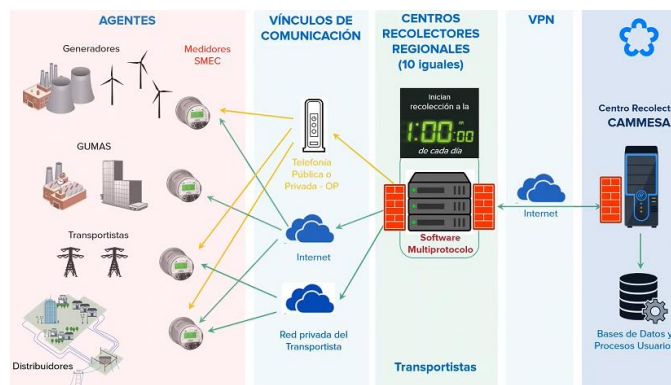 AGENTES
Generadores
Medidores
SMEC
GUMAS
Transportistas
Distribuidores
VÍNCULOS DE
COMUNICACIÓN
Telefonía
Pública o
Privada - OP
Internet
Red privada del
Transportista
CENTROS
RECOLECTORES
REGIONALES
(10 iguales)
Inician
recolección a la
1:00:00
de cada día
Software
Multiprotocolo
Transportistas
VPN
Internet
Centro Recolect
CAMMESA
Bases de Datos y
Procesos Usuario